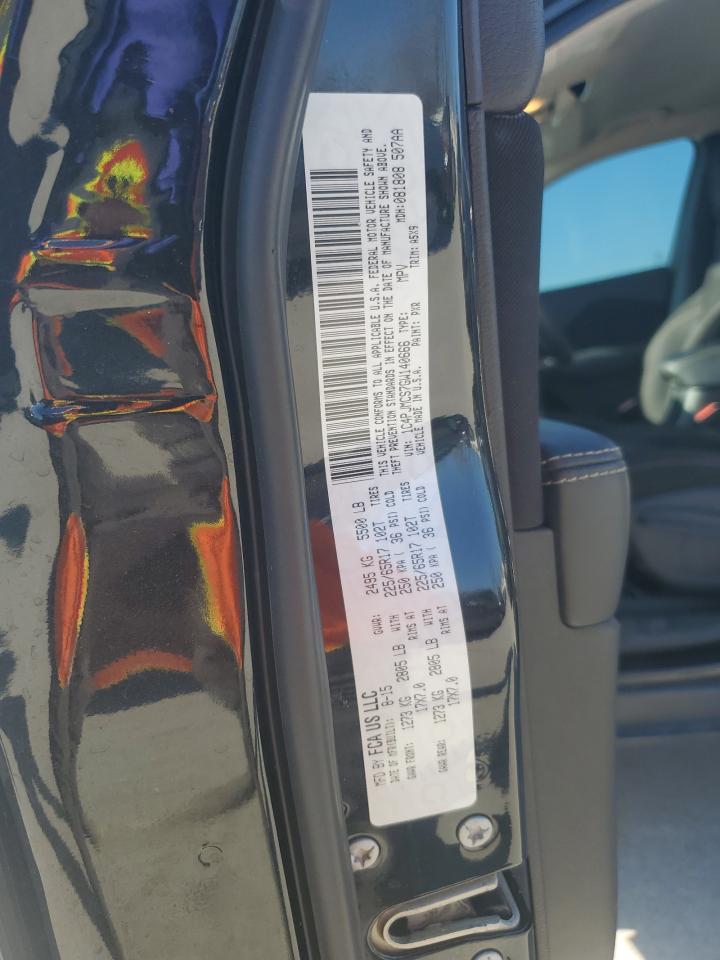 MFD BY FCA US LLC
DATE OF MFR(BUILT): 8-15 GVWR: 2495 KG 5500 LB
GAWR FRONT: 1273 KG 2805 LB WITH 225/65R17 102T TIRES
17X7.0 RIMS AT 250 KPA ( 36 PSI) COLD
GAWR REAR: 1273 KG 2805 LB WITH 225/65R17 102T TIRES
17X7.0 RIMS AT 250 KPA ( 36 PSI) COLD
THIS VEHICLE CONFORMS TO ALL APPLICABLE U.S.A. FEDERAL MOTOR VEHICLE SAFETY AND
THEFT PREVENTION STANDARDS IN EFFECT ON THE DATE OF MANUFACTURE SHOWN ABOVE.
VIN: 1C4PJMCS7GW140666 TYPE: MPV MDH:081808 507AA
VEHICLE MADE IN U.S.A. PAINT: PXR TRIM: A5X9